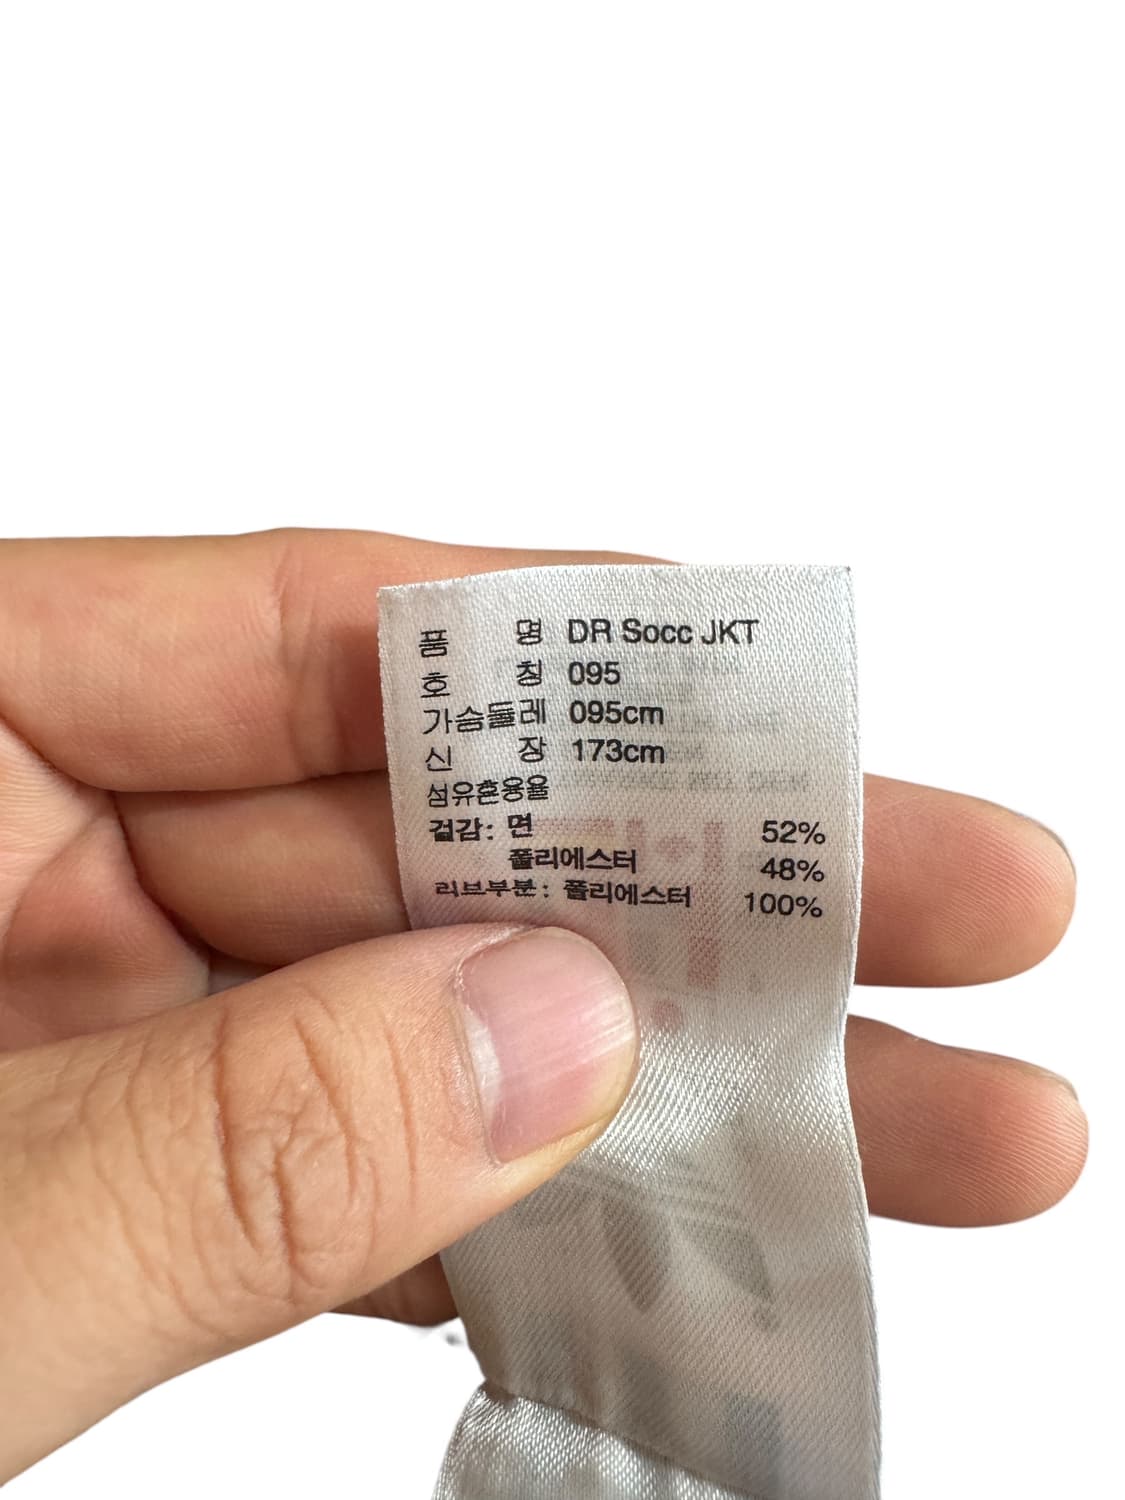 품 명 DR Socc JKT
호 칭 095
가슴둘레 095cm
신 장 173cm
섬유혼용율
겉감: 면 52%
폴리에스터 48%
리브부분: 폴리에스터 100%